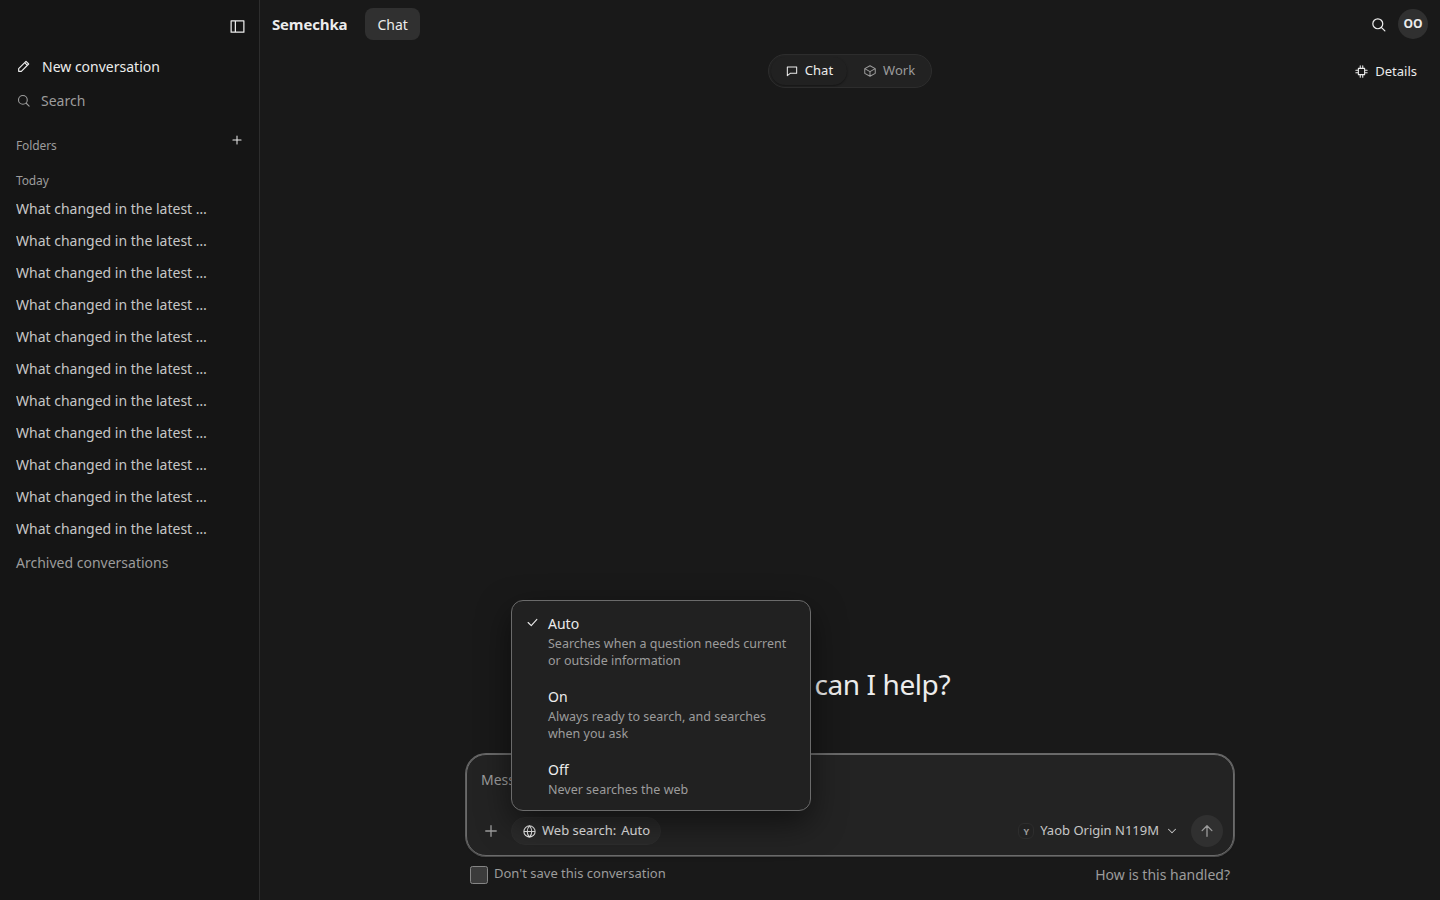 New conversation
Search
Folders
Today
What changed in the latest ...
What changed in the latest ...
What changed in the latest ...
What changed in the latest ...
What changed in the latest ...
What changed in the latest ...
What changed in the latest ...
What changed in the latest ...
What changed in the latest ...
What changed in the latest ...
What changed in the latest ...
Archived conversations
Semechka
Chat
OO
Chat
Work
Details
can I help?
Auto
Searches when a question needs current
or outside information
On
Always ready to search, and searches
when you ask
Off
Never searches the web
Mess
Web search: Auto
Y
Yaob Origin N119M
Don't save this conversation
How is this handled?